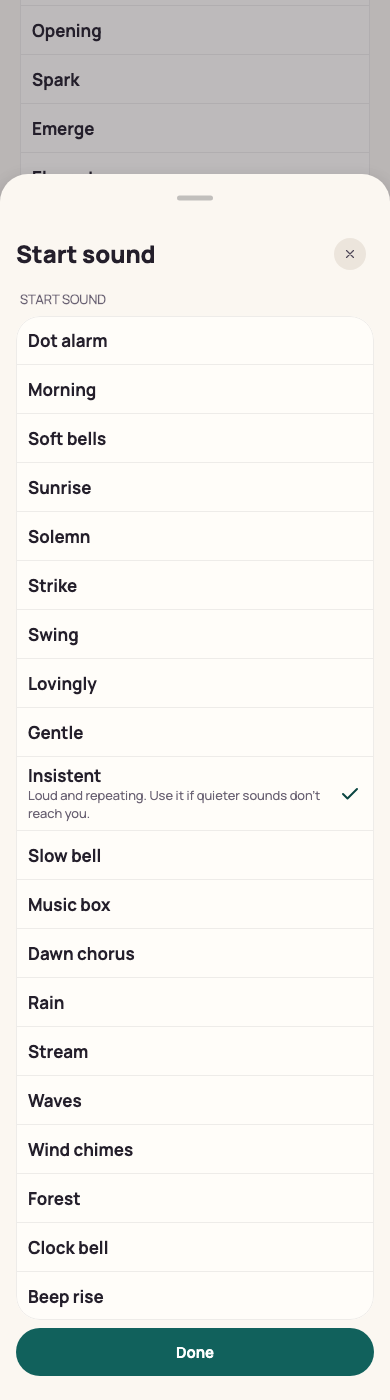 Opening
Spark
Emerge
Start sound
START SOUND
Dot alarm
Morning
Soft bells
Sunrise
Solemn
Strike
Swing
Lovingly
Gentle
Insistent
Loud and repeating. Use it if quieter sounds don't
reach you.
Slow bell
Music box
Dawn chorus
Rain
Stream
Waves
Wind chimes
Forest
Clock bell
Beep rise
Done